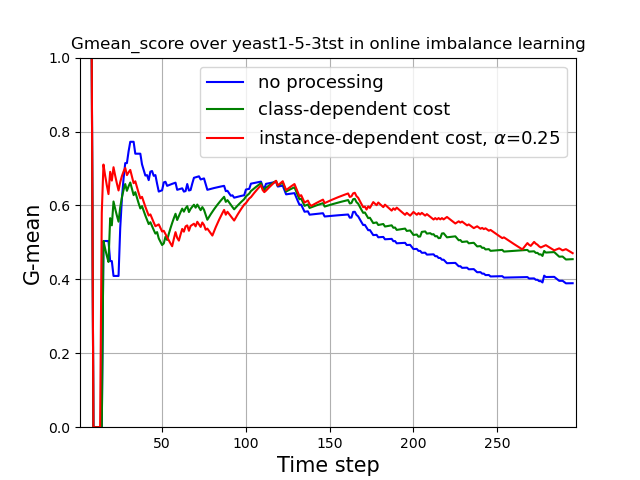 Gmean_score over yeast1-5-3tst in online imbalance learning
1.0
0.8
0.6
0.4
0.2
0.0
G-mean
no processing
class-dependent cost
instance-dependent cost, α=0.25
50
100
150
200
250
Time step